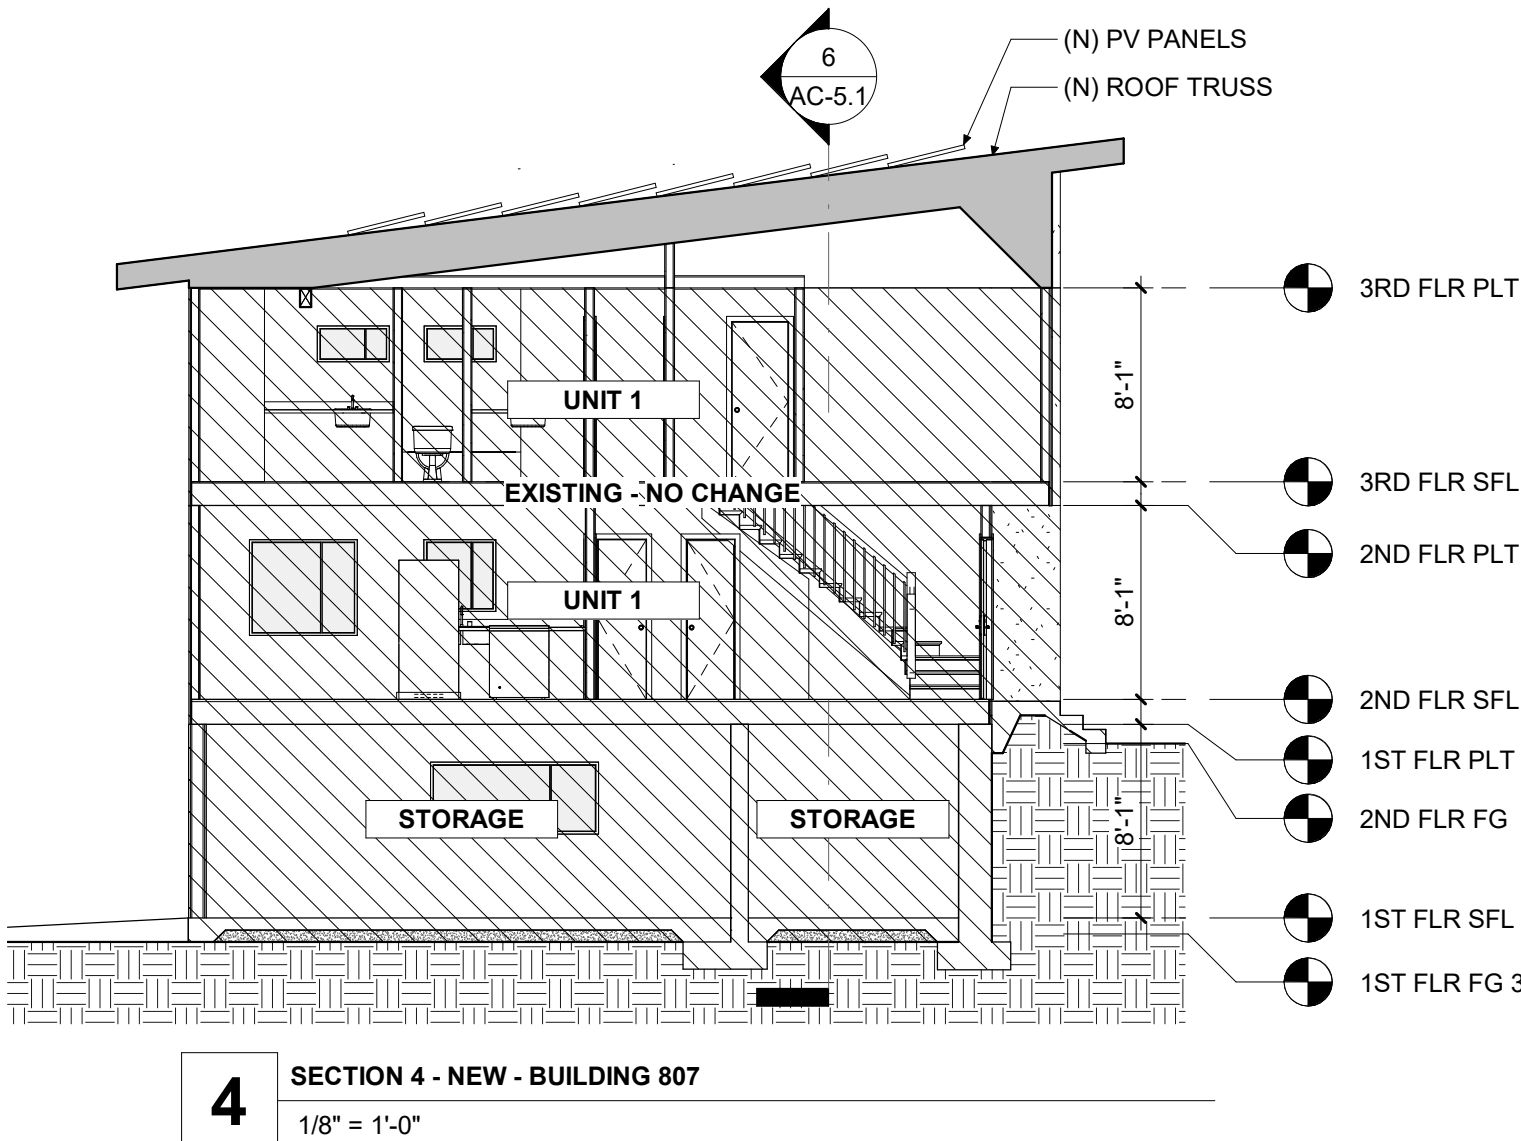 6
AC-5.1
(N) PV PANELS
(N) ROOF TRUSS
3RD FLR PLT
8'-1"
UNIT 1
3RD FLR SFL
EXISTING - NO CHANGE
2ND FLR PLT
8'-1"
UNIT 1
2ND FLR SFL
1ST FLR PLT
8'-1"
STORAGE
STORAGE
2ND FLR FG
1ST FLR SFL
1ST FLR FG 3
4
SECTION 4 - NEW - BUILDING 807
1/8" = 1'-0"